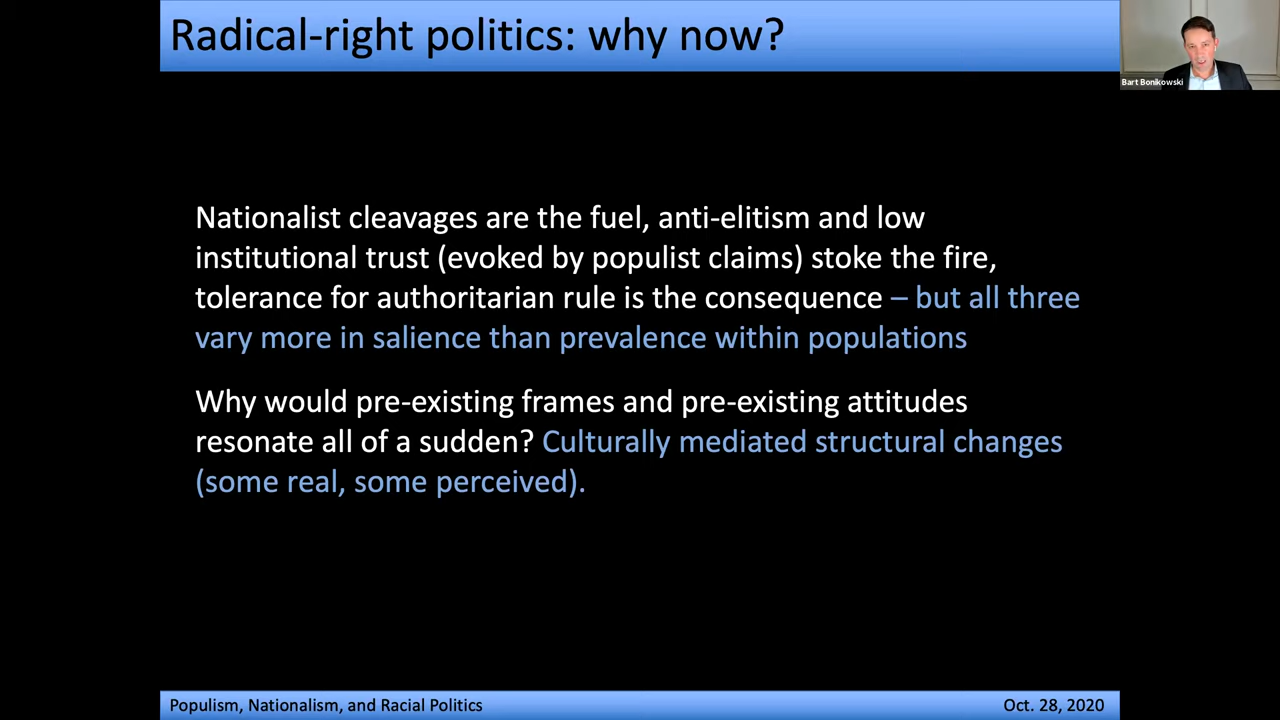 Radical-right politics: why now?
Bart Bonikowski
Nationalist cleavages are the fuel, anti-elitism and low
institutional trust (evoked by populist claims) stoke the fire,
tolerance for authoritarian rule is the consequence – but all three
vary more in salience than prevalence within populations
Why would pre-existing frames and pre-existing attitudes
resonate all of a sudden? Culturally mediated structural changes
(some real, some perceived).
Populism, Nationalism, and Racial Politics
Oct. 28, 2020